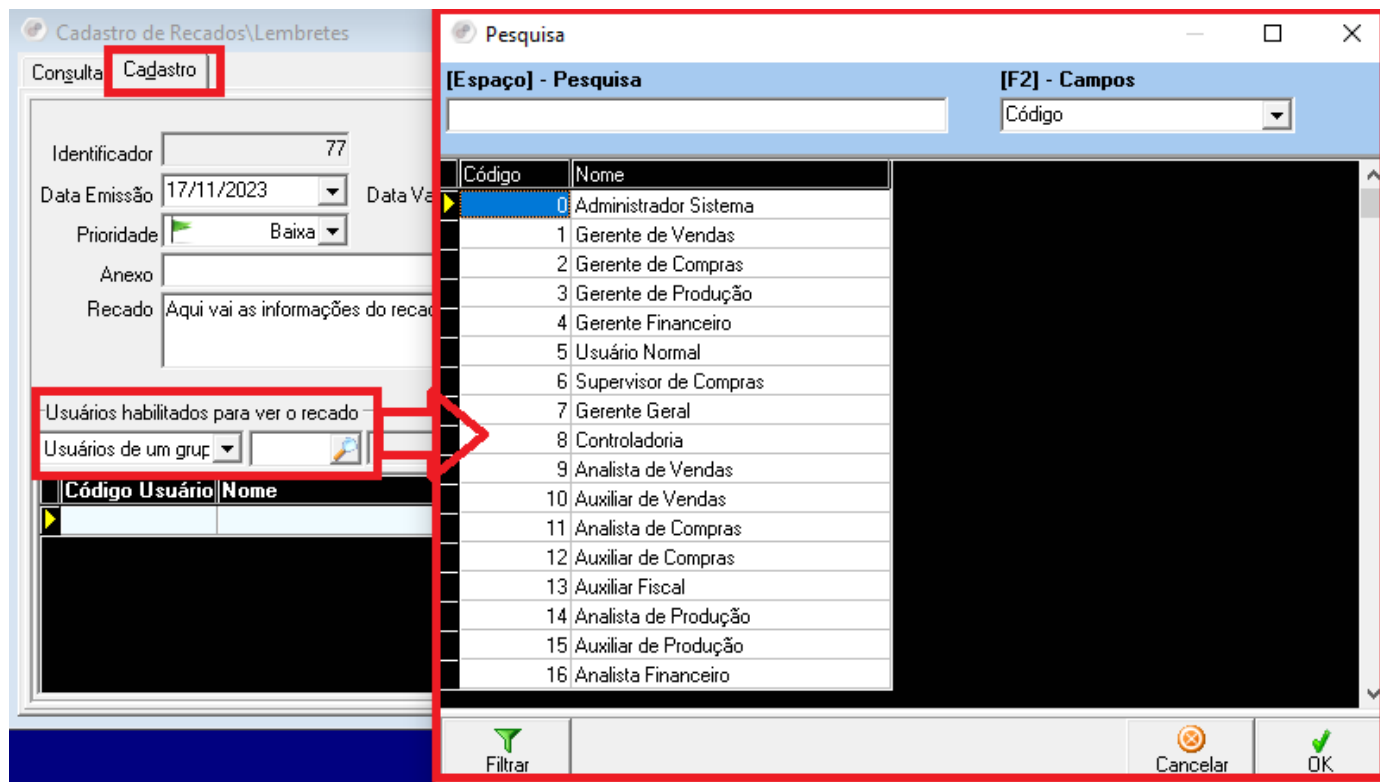 Cadastro de Recados\Lembretes
Consulta Cadastro
Identificador 77
Data Emissão 17/11/2023 Data Va
Prioridade Baixa
Anexo
Recado Aqui vai as informações do recad
Usuários habilitados para ver o recado
Usuários de um grup
Código Usuário Nome
Pesquisa
[Espaço] - Pesquisa [F2] - Campos
Código
Código Nome
0 Administrador Sistema
1 Gerente de Vendas
2 Gerente de Compras
3 Gerente de Produção
4 Gerente Financeiro
5 Usuário Normal
6 Supervisor de Compras
7 Gerente Geral
8 Controladoria
9 Analista de Vendas
10 Auxiliar de Vendas
11 Analista de Compras
12 Auxiliar de Compras
13 Auxiliar Fiscal
14 Analista de Produção
15 Auxiliar de Produção
16 Analista Financeiro
Filtrar Cancelar OK